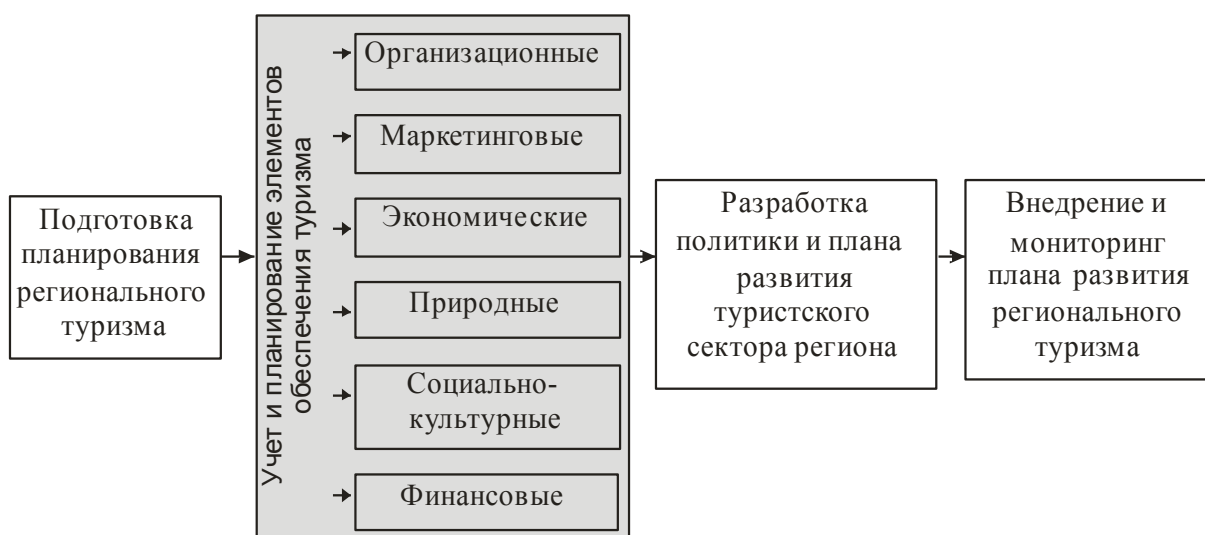 Подготовка
планирования
регионального
туризма
Учет и планирование элементов
обеспечения туризма
Организационные
Маркетинговые
Экономические
Природные
Социально-
культурные
Финансовые
Разработка
политики и плана
развития
туристского
сектора региона
Внедрение и
мониторинг
плана развития
регионального
туризма